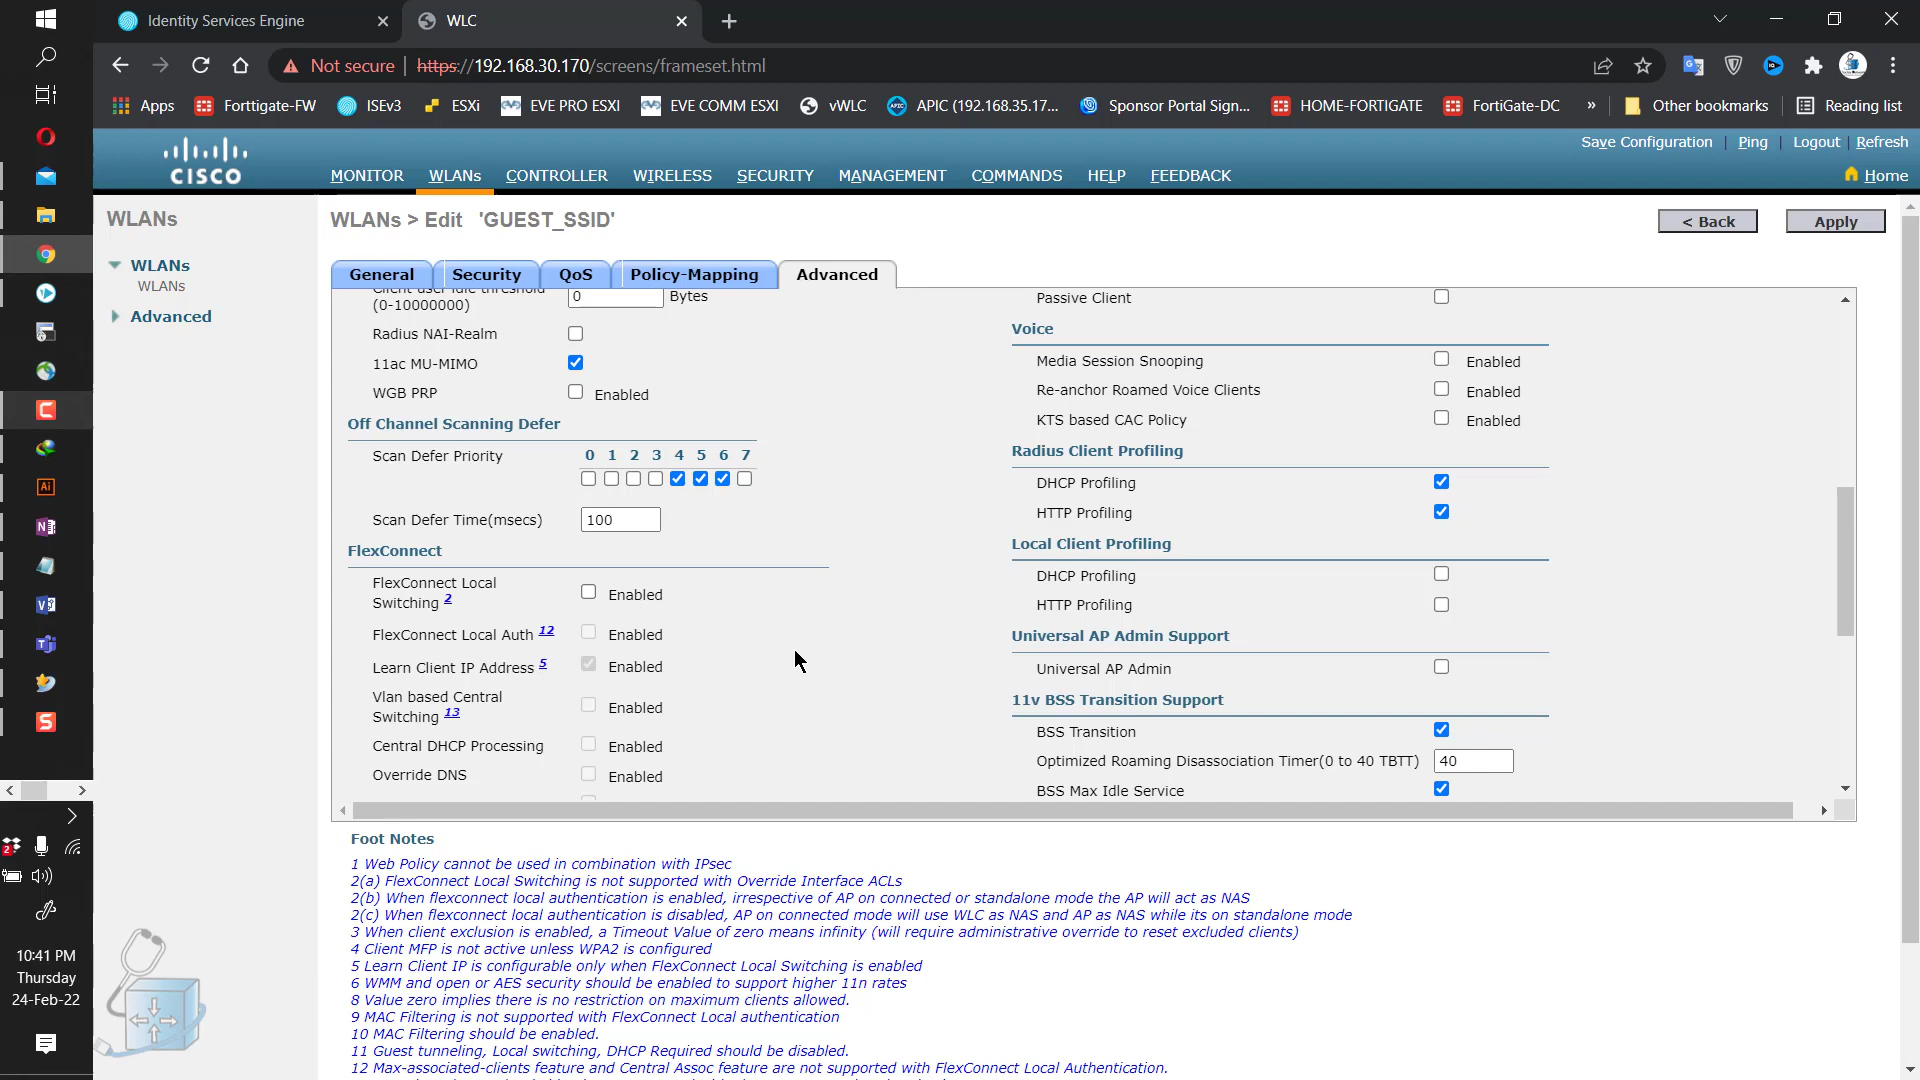 Identity Services Engine
WLC
Not secure | https://192.168.30.170/screens/frameset.html
Apps Forttigate-FW ISEv3 ESXi EVE PRO ESXI EVE COMM ESXI vWLC APIC (192.168.35.17... Sponsor Portal Sign... HOME-FORTIGATE FortiGate-DC » Other bookmarks Reading list
Save Configuration | Ping | Logout | Refresh
CISCO MONITOR WLANs CONTROLLER WIRELESS SECURITY MANAGEMENT COMMANDS HELP FEEDBACK Home
WLANs
WLANs
WLANs
Advanced
WLANs > Edit 'GUEST_SSID'
< Back Apply
General Security QoS Policy-Mapping Advanced
Client user idle threshold
(0-10000000) 0 Bytes
Radius NAI-Realm
11ac MU-MIMO
WGB PRP Enabled
Off Channel Scanning Defer
Scan Defer Priority 0 1 2 3 4 5 6 7
Scan Defer Time(msecs) 100
FlexConnect
FlexConnect Local
Switching 2 Enabled
FlexConnect Local Auth 12 Enabled
Learn Client IP Address 5 Enabled
Vlan based Central
Switching 13 Enabled
Central DHCP Processing Enabled
Override DNS Enabled
Passive Client
Voice
Media Session Snooping Enabled
Re-anchor Roamed Voice Clients Enabled
KTS based CAC Policy Enabled
Radius Client Profiling
DHCP Profiling
HTTP Profiling
Local Client Profiling
DHCP Profiling
HTTP Profiling
Universal AP Admin Support
Universal AP Admin
11v BSS Transition Support
BSS Transition
Optimized Roaming Disassociation Timer(0 to 40 TBTT) 40
BSS Max Idle Service
Foot Notes
1 Web Policy cannot be used in combination with IPsec
2(a) FlexConnect Local Switching is not supported with Override Interface ACLs
2(b) When flexconnect local authentication is enabled, irrespective of AP on connected or standalone mode the AP will act as NAS
2(c) When flexconnect local authentication is disabled, AP on connected mode will use WLC as NAS and AP as NAS while its on standalone mode
3 When client exclusion is enabled, a Timeout Value of zero means infinity (will require administrative override to reset excluded clients)
4 Client MFP is not active unless WPA2 is configured
5 Learn Client IP is configurable only when FlexConnect Local Switching is enabled
6 WMM and open or AES security should be enabled to support higher 11n rates
8 Value zero implies there is no restriction on maximum clients allowed.
9 MAC Filtering is not supported with FlexConnect Local authentication
10 MAC Filtering should be enabled.
11 Guest tunneling, Local switching, DHCP Required should be disabled.
12 Max-associated-clients feature and Central Assoc feature are not supported with FlexConnect Local Authentication.
2
10:41 PM
Thursday
24-Feb-22